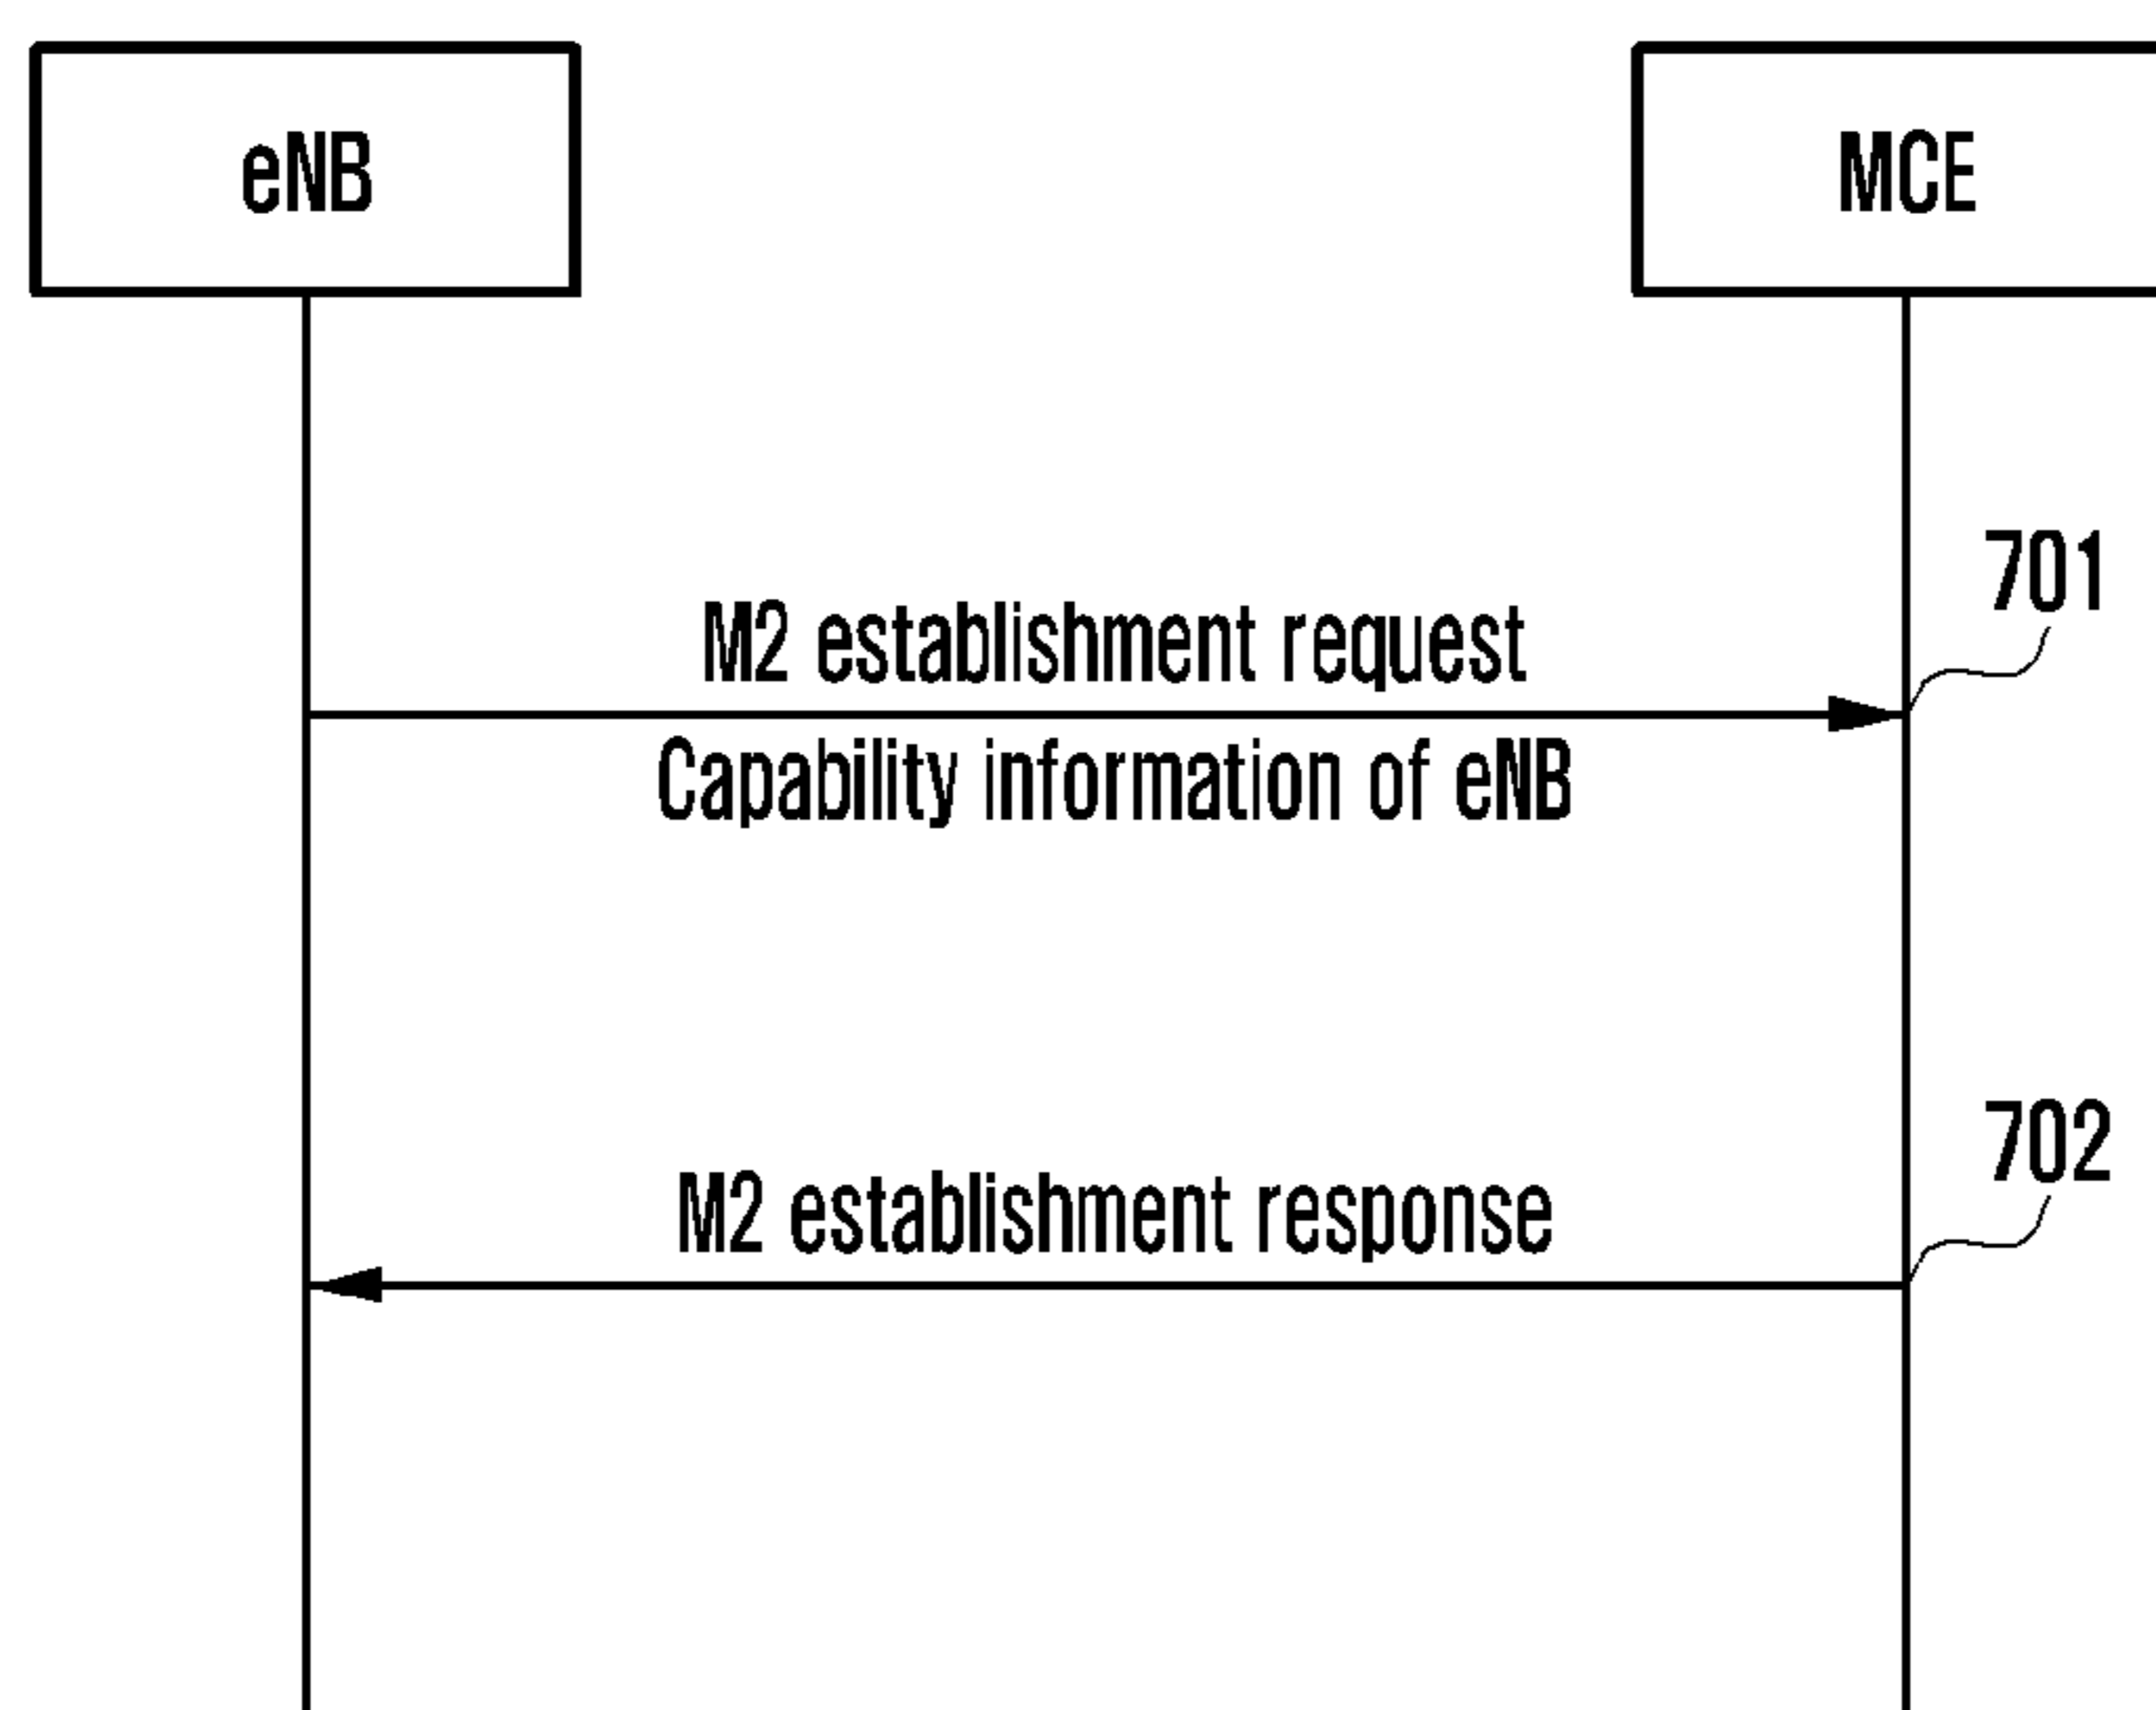 eNB
MCE
701
M2 establishment request
Capability information of eNB
702
M2 establishment response